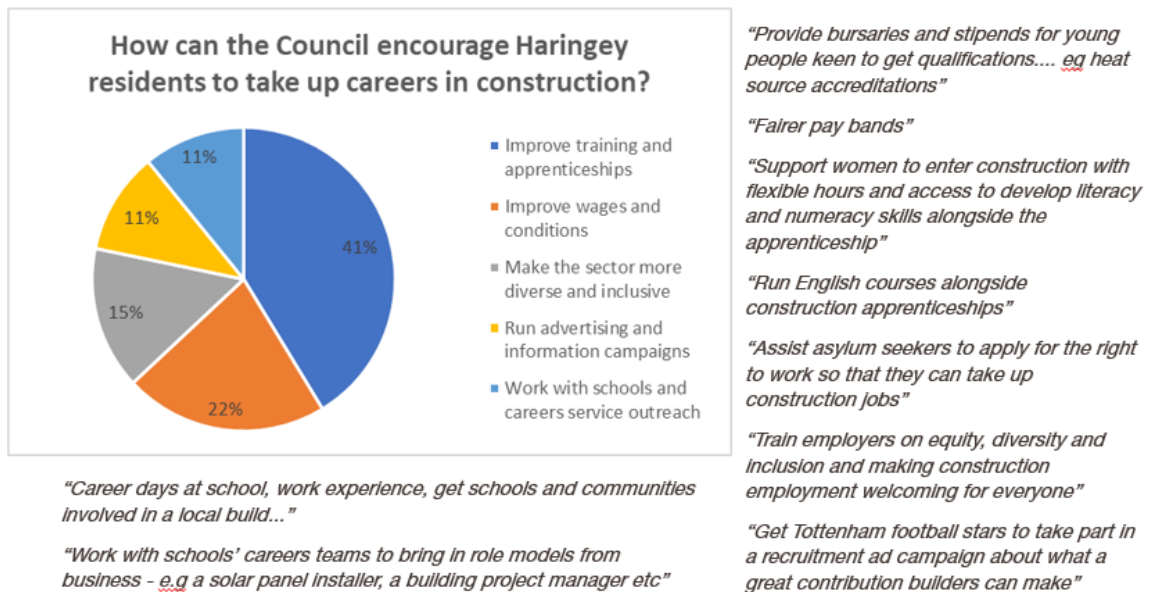 How can the Council encourage Haringey
residents to take up careers in construction?
11%
11%
15%
22%
41%
Improve training and
apprenticeships
Improve wages and
conditions
Make the sector more
diverse and inclusive
Run advertising and
information campaigns
Work with schools and
careers service outreach
“Career days at school, work experience, get schools and communities
involved in a local build...”
“Work with schools’ careers teams to bring in role models from
business - e.g a solar panel installer, a building project manager etc”
“Provide bursaries and stipends for young
people keen to get qualifications.... eg heat
source accreditations”
“Fairer pay bands”
“Support women to enter construction with
flexible hours and access to develop literacy
and numeracy skills alongside the
apprenticeship”
“Run English courses alongside
construction apprenticeships”
“Assist asylum seekers to apply for the right
to work so that they can take up
construction jobs”
“Train employers on equity, diversity and
inclusion and making construction
employment welcoming for everyone”
“Get Tottenham football stars to take part in
a recruitment ad campaign about what a
great contribution builders can make”